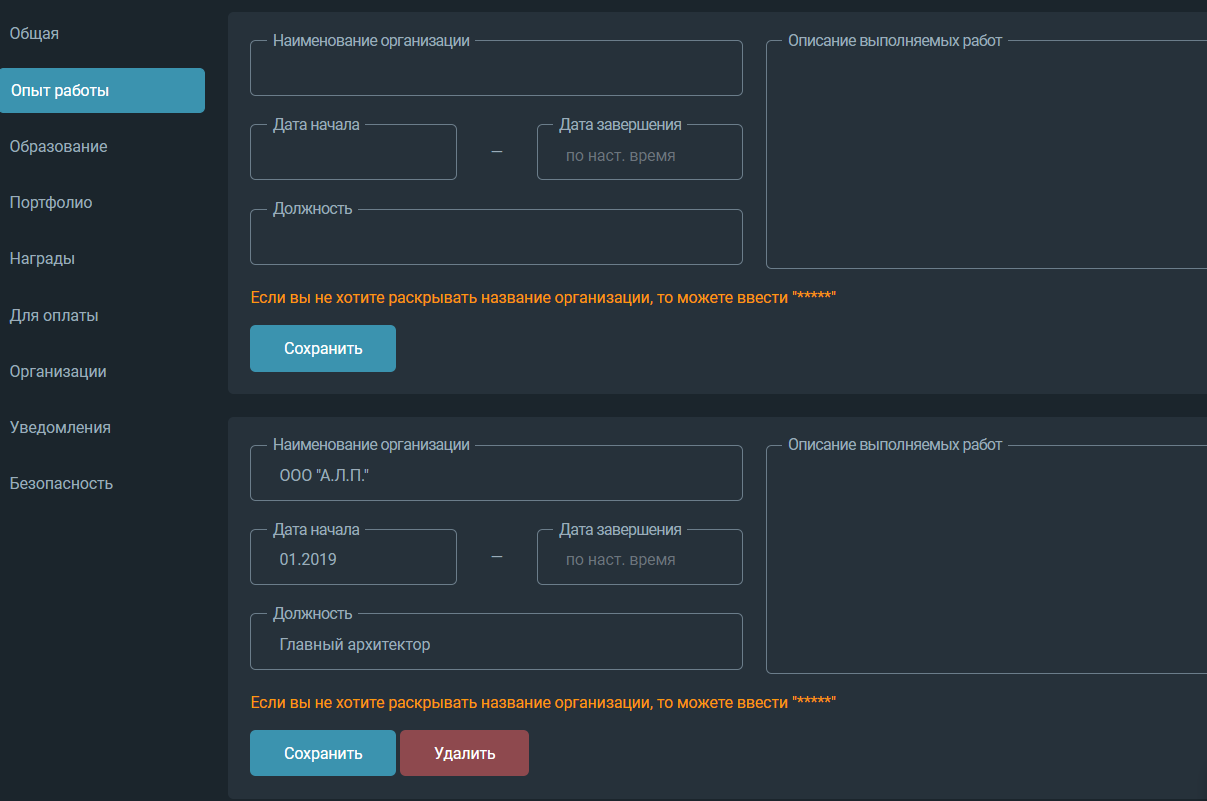 Общая
Опыт работы
Образование
Портфолио
Награды
Для оплаты
Организации
Уведомления
Безопасность
Наименование организации
Описание выполняемых работ
Дата начала
—
Дата завершения
по наст. время
Должность
Если вы не хотите раскрывать название организации, то можете ввести "*****"
Сохранить
Наименование организации
ООО "А.Л.П."
Описание выполняемых работ
Дата начала
01.2019
—
Дата завершения
по наст. время
Должность
Главный архитектор
Если вы не хотите раскрывать название организации, то можете ввести "*****"
Сохранить
Удалить